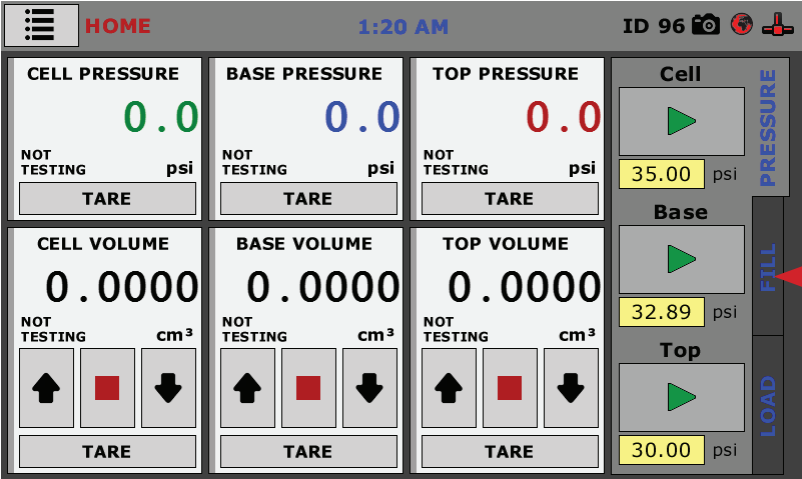 HOME
1:20 AM
ID 96
CELL PRESSURE
0.0
NOT
TESTING
psi
TARE
BASE PRESSURE
0.0
NOT
TESTING
psi
TARE
TOP PRESSURE
0.0
NOT
TESTING
psi
TARE
CELL VOLUME
0.0000
NOT
TESTING
cm³
TARE
BASE VOLUME
0.0000
NOT
TESTING
cm³
TARE
TOP VOLUME
0.0000
NOT
TESTING
cm³
TARE
Cell
35.00 psi
Base
32.89 psi
Top
30.00 psi
PRESSURE
FILL
LOAD